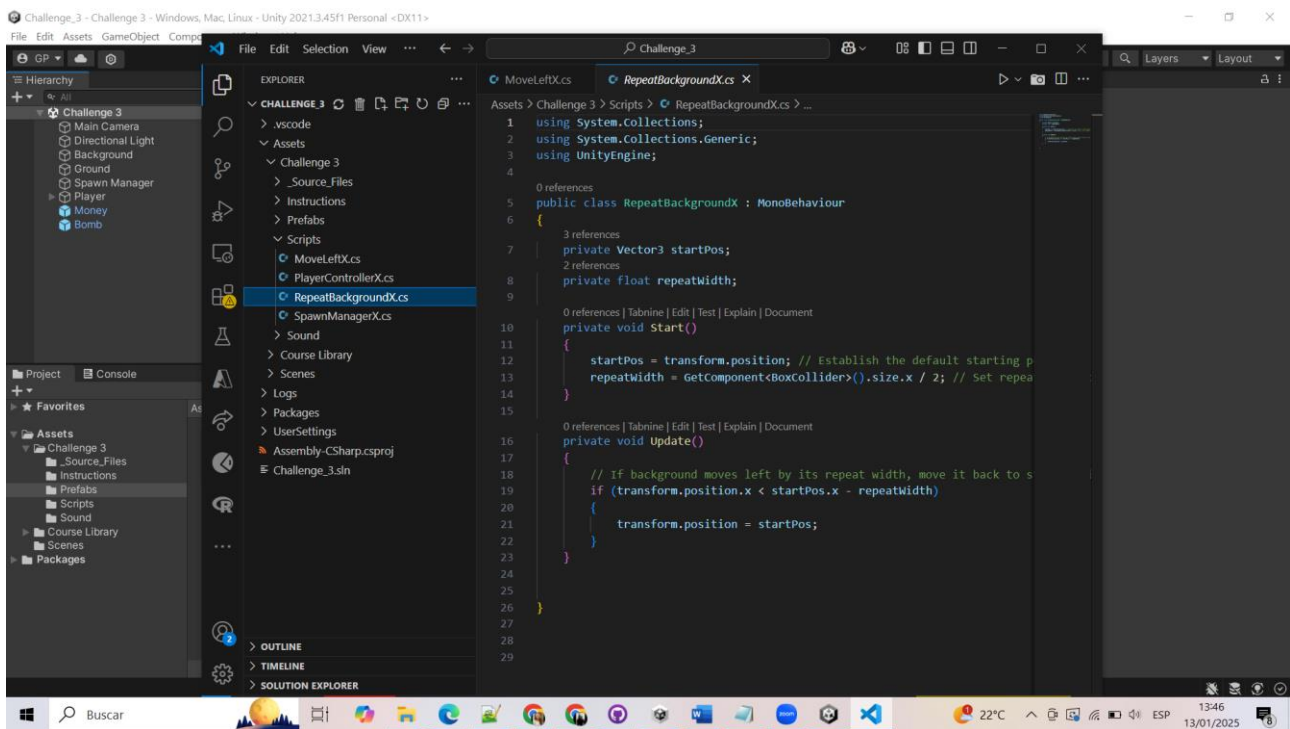 Challenge_3 - Challenge 3 - Windows, Mac, Linux - Unity 2021.3.45f1 Personal <DX11>
File Edit Assets GameObject Compo
GP
Layers Layout
Hierarchy
All
Challenge 3
Main Camera
Directional Light
Background
Ground
Spawn Manager
Player
Money
Bomb
Project Console
Favorites
As
Assets
Challenge 3
_Source_Files
Instructions
Prefabs
Scripts
Sound
Course Library
Scenes
Packages
File Edit Selection View ··· Challenge_3
EXPLORER ···
CHALLENGE_3 ···
> .vscode
Assets
Challenge 3
> _Source_Files
> Instructions
> Prefabs
Scripts
MoveLeftX.cs
PlayerControllerX.cs
RepeatBackgroundX.cs
SpawnManagerX.cs
> Sound
> Course Library
> Scenes
> Logs
> Packages
> UserSettings
Assembly-CSharp.csproj
Challenge_3.sln
2
> OUTLINE
> TIMELINE
> SOLUTION EXPLORER
MoveLeftX.cs RepeatBackgroundX.cs
Assets > Challenge 3 > Scripts > RepeatBackgroundX.cs > ...
1 using System.Collections;
2 using System.Collections.Generic;
3 using UnityEngine;
4
0 references
5 public class RepeatBackgroundX : MonoBehaviour
6 {
3 references
7 private Vector3 startPos;
2 references
8 private float repeatWidth;
9
0 references | Tabnine | Edit | Test | Explain | Document
10 private void Start()
11 {
12 startPos = transform.position; // Establish the default starting p
13 repeatWidth = GetComponent<BoxCollider>().size.x / 2; // Set repea
14 }
15
0 references | Tabnine | Edit | Test | Explain | Document
16 private void Update()
17 {
18 // If background moves left by its repeat width, move it back to s
19 if (transform.position.x < startPos.x - repeatWidth)
20 {
21 transform.position = startPos;
22 }
23 }
24
25
26 }
27
28
29
Buscar
zoom
22°C
ESP
13:46
13/01/2025